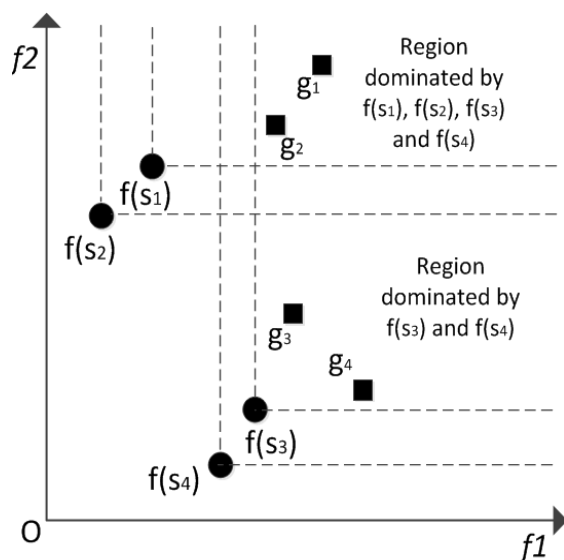 f2
g1
Region
dominated by
f(s1), f(s2), f(s3)
and f(s4)
g2
f(s1)
f(s2)
Region
dominated by
f(s3) and f(s4)
g3
g4
f(s3)
f(s4)
O
f1